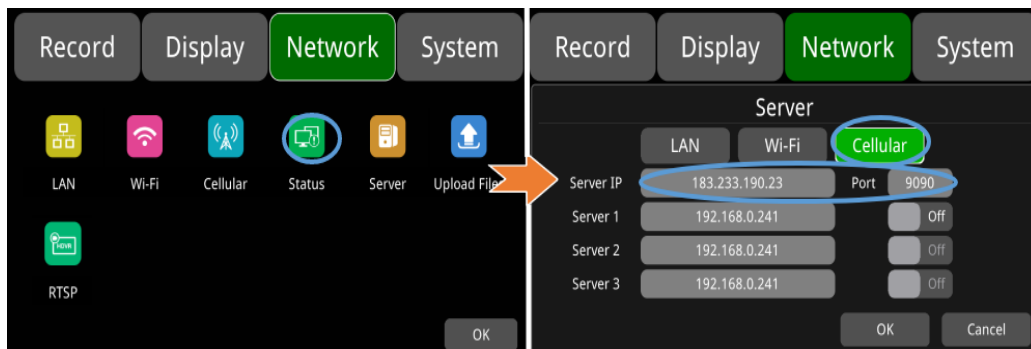 Record Display Network System
LAN Wi-Fi Cellular Status Server Upload Files
HDVR
RTSP
OK
Record Display Network System
Server
LAN Wi-Fi Cellular
Server IP 183.233.190.23 Port 9090
Server 1 192.168.0.241 Off
Server 2 192.168.0.241 Off
Server 3 192.168.0.241 Off
OK Cancel